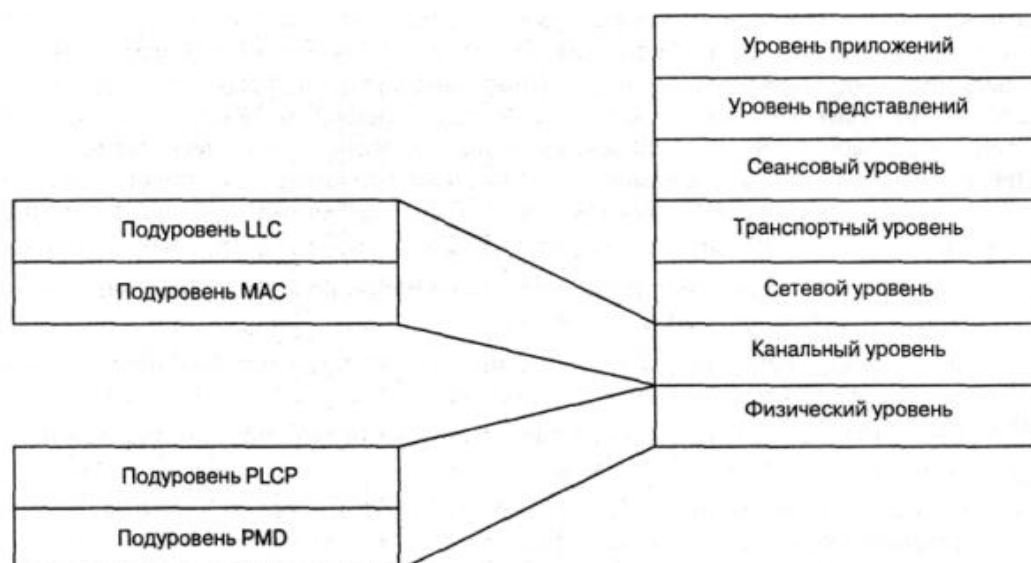 Уровень приложений
Уровень представлений
Сеансовый уровень
Транспортный уровень
Сетевой уровень
Канальный уровень
Физический уровень
Подуровень LLC
Подуровень MAC
Подуровень PLCP
Подуровень PMD